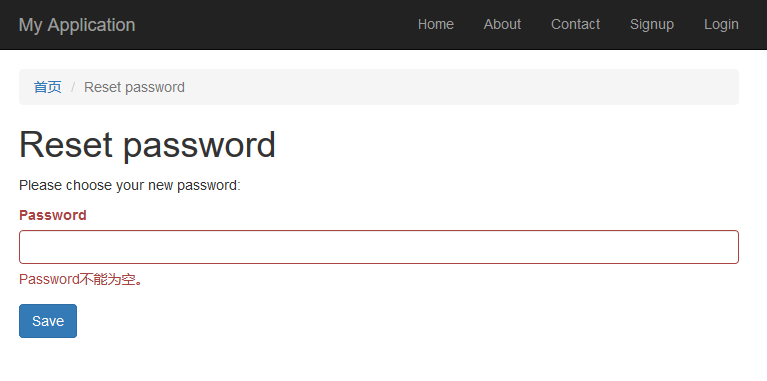 My Application Home About Contact Signup Login
首页 / Reset password
Reset password
Please choose your new password:
Password
Password不能为空。
Save